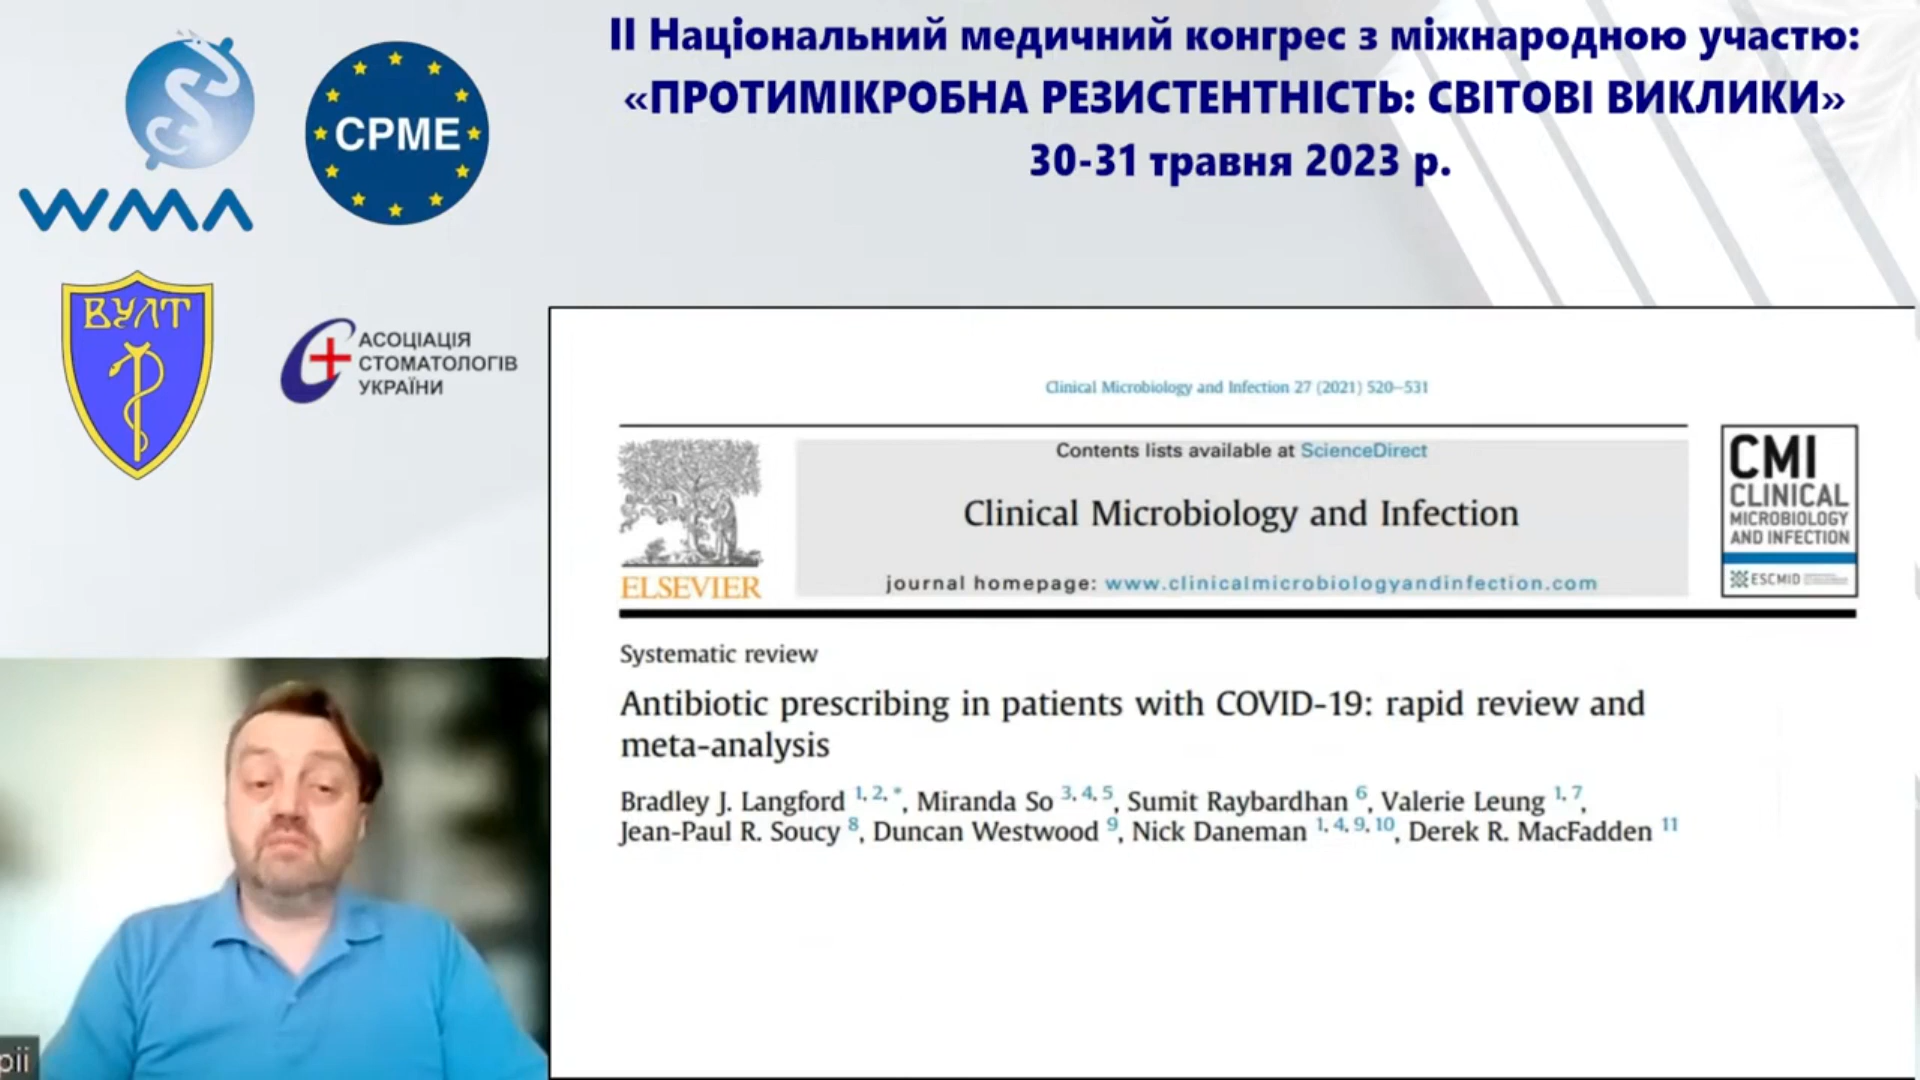 ІІ Національний медичний конгрес з міжнародною участю:
«ПРОТИМІКРОБНА РЕЗИСТЕНТНІСТЬ: СВІТОВІ ВИКЛИКИ»
30-31 травня 2023 р.
WMA
CPME
ВУЛТ
АСОЦІАЦІЯ
СТОМАТОЛОГІВ
УКРАЇНИ
Clinical Microbiology and Infection 27 (2021) 520–531
Contents lists available at ScienceDirect
Clinical Microbiology and Infection
journal homepage: www.clinicalmicrobiologyandinfection.com
ELSEVIER
CMI
CLINICAL
MICROBIOLOGY
AND INFECTION
ESCMID
Systematic review
Antibiotic prescribing in patients with COVID-19: rapid review and
meta-analysis
Bradley J. Langford 1, 2, *, Miranda So 3, 4, 5, Sumit Raybardhan 6, Valerie Leung 1, 7,
Jean-Paul R. Soucy 8, Duncan Westwood 9, Nick Daneman 1, 4, 9, 10, Derek R. MacFadden 11
рії